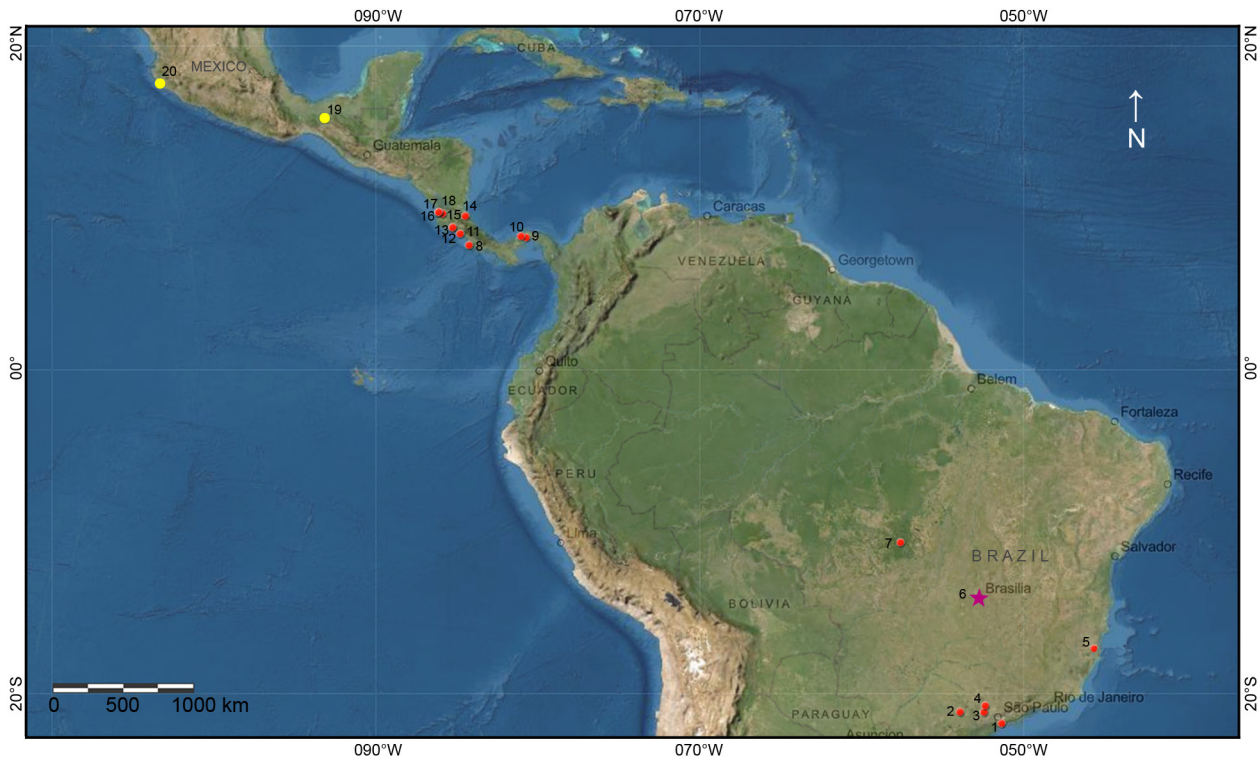 090°W 070°W 050°W
20°N 20°N
CUBA
MEXICO
20
19
N
Guatemala
17 18 14
16 15
13 11
12
8
10
9
Caracas
VENEZUELA
Georgetown
GUYANA
00° 00°
Quito
ECUADOR
Belem
Fortaleza
PERU
Recife
Lima
7
BRAZIL
Salvador
6 Brasilia
BOLIVIA
5
20°S 20°S
4 Rio de Janeiro
2 3 São Paulo
1
PARAGUAY
Asuncion
0 500 1000 km
090°W 070°W 050°W